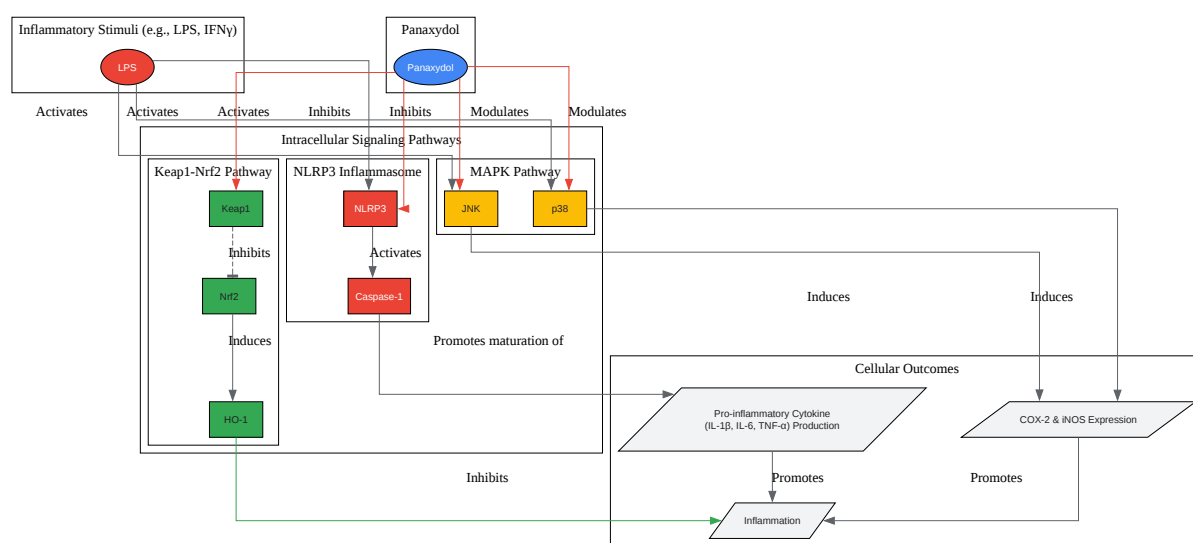 Inflammatory Stimuli (e.g., LPS, IFNγ)
Panaxydol
LPS
Panaxydol
Activates
Activates
Activates
Inhibits
Inhibits
Modulates
Modulates
Intracellular Signaling Pathways
Keap1-Nrf2 Pathway
NLRP3 Inflammasome
MAPK Pathway
Keap1
NLRP3
JNK
p38
Inhibits
Activates
Nrf2
Caspase-1
Induces
Induces
Induces
Promotes maturation of
Cellular Outcomes
HO-1
Pro-inflammatory Cytokine
(IL-1β, IL-6, TNF-α) Production
COX-2 & iNOS Expression
Inhibits
Promotes
Promotes
Inflammation